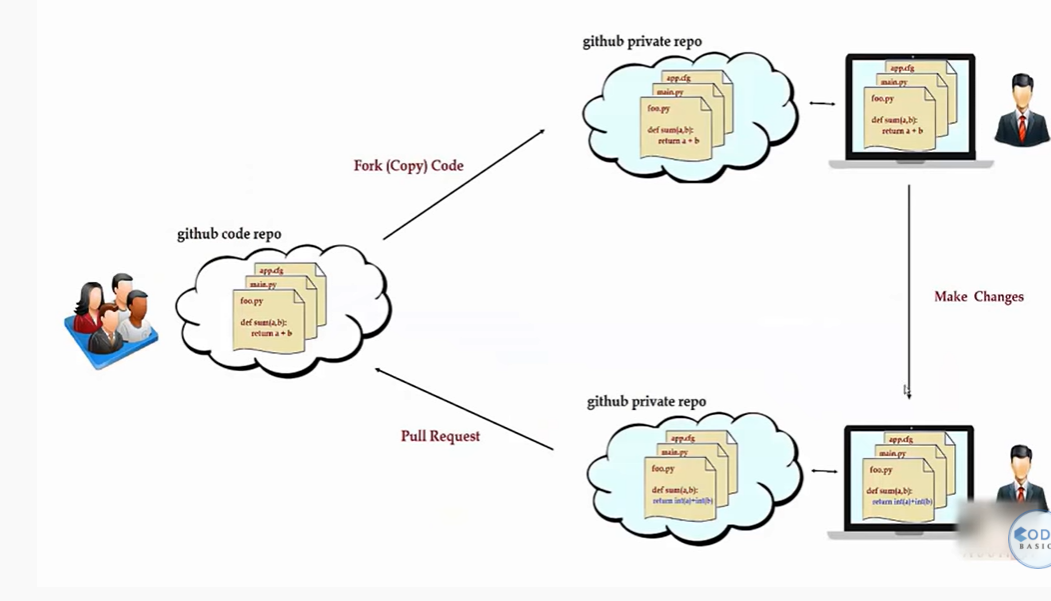 github private repo
app.cfg
main.py
foo.py
def sum(a,b):
return a + b
app.cfg
main.py
foo.py
def sum(a,b):
return a + b
Fork (Copy) Code
github code repo
app.cfg
main.py
foo.py
def sum(a,b):
return a + b
Make Changes
Pull Request
github private repo
app.cfg
main.py
foo.py
def sum(a,b):
return int(a)+int(b)
app.cfg
main.py
foo.py
def sum(a,b):
return int(a)+int(b)